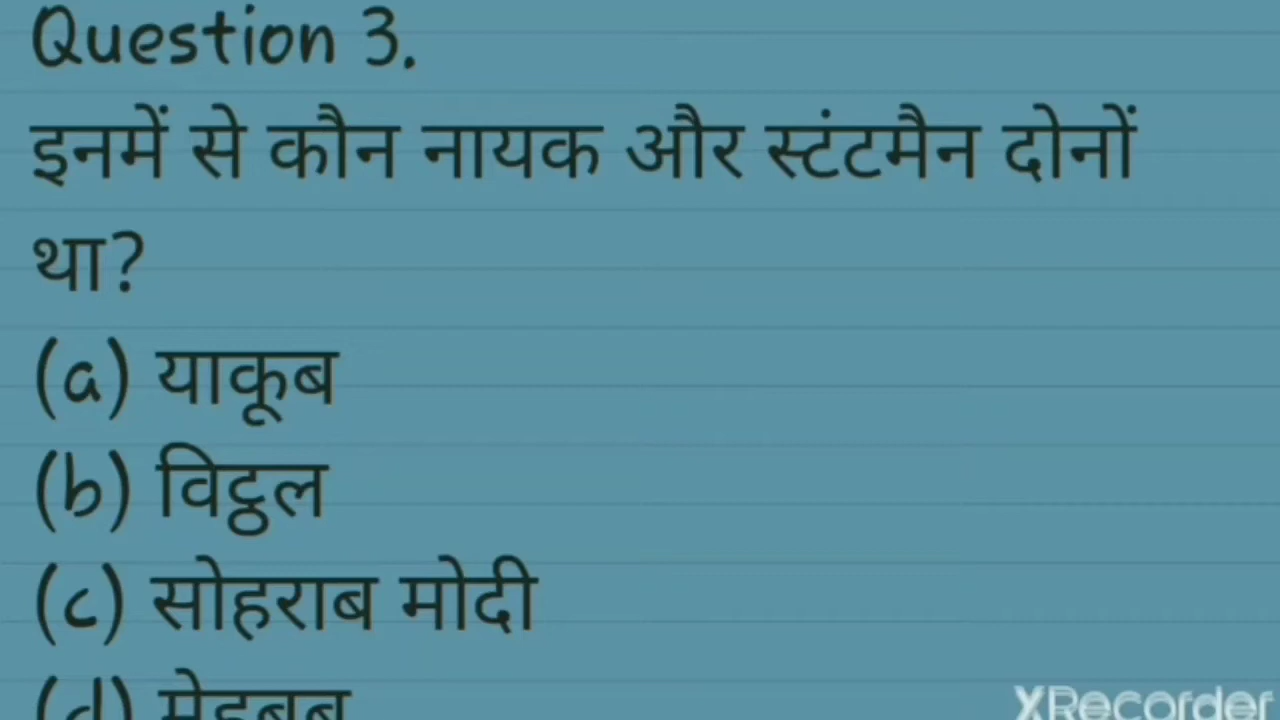 Question 3.
इनमें से कौन नायक और स्टंटमैन दोनों
था?
(a) याकूब
(b) विट्ठल
(c) सोहराब मोदी
(d)
XRecorder